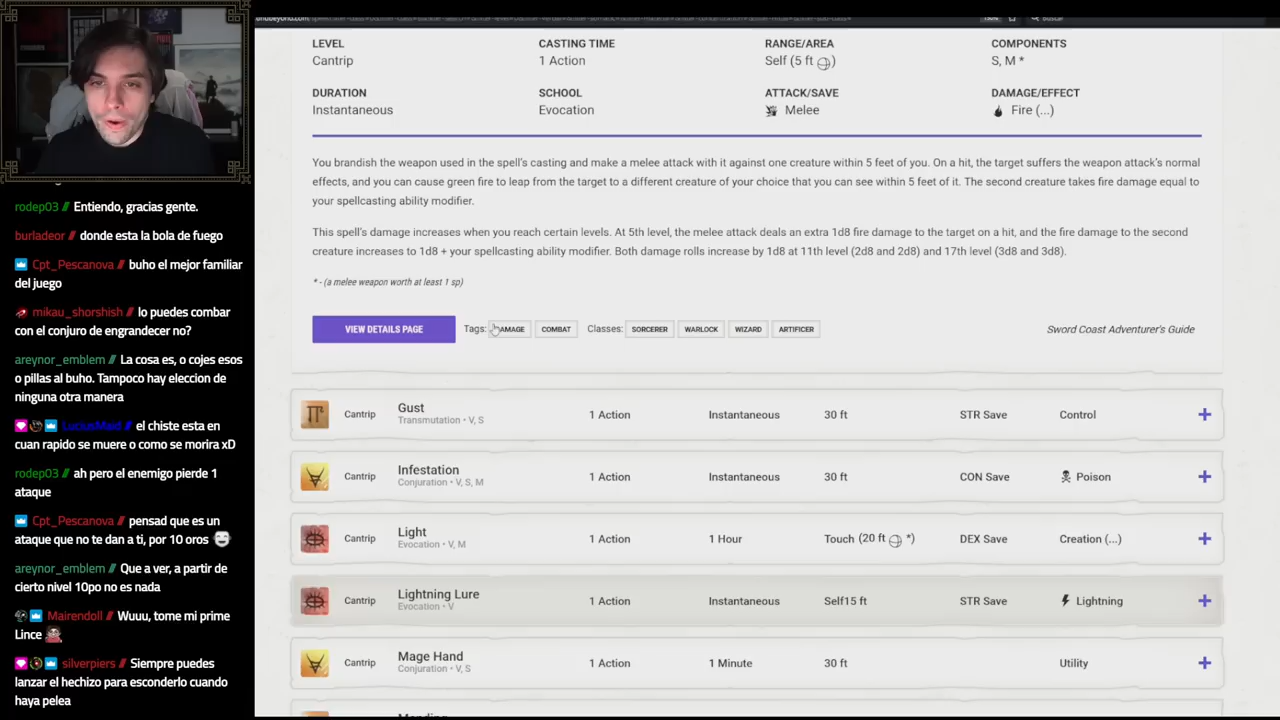 LEVEL
Cantrip
CASTING TIME
1 Action
RANGE/AREA
Self (5 ft )
COMPONENTS
S, M *
DURATION
Instantaneous
SCHOOL
Evocation
ATTACK/SAVE
Melee
DAMAGE/EFFECT
Fire (...)
You brandish the weapon used in the spell's casting and make a melee attack with it against one creature within 5 feet of you. On a hit, the target suffers the weapon attack's normal
effects, and you can cause green fire to leap from the target to a different creature of your choice that you can see within 5 feet of it. The second creature takes fire damage equal to
your spellcasting ability modifier.
This spell's damage increases when you reach certain levels. At 5th level, the melee attack deals an extra 1d8 fire damage to the target on a hit, and the fire damage to the second
creature increases to 1d8 + your spellcasting ability modifier. Both damage rolls increase by 1d8 at 11th level (2d8 and 2d8) and 17th level (3d8 and 3d8).
* - (a melee weapon worth at least 1 sp)
VIEW DETAILS PAGE
Tags: DAMAGE COMBAT Classes: SORCERER WARLOCK WIZARD ARTIFICER
Sword Coast Adventurer's Guide
Cantrip
Gust
Transmutation • V, S
1 Action
Instantaneous
30 ft
STR Save
Control
Cantrip
Infestation
Conjuration • V, S, M
1 Action
Instantaneous
30 ft
CON Save
Poison
Cantrip
Light
Evocation • V, M
1 Action
1 Hour
Touch (20 ft *)
DEX Save
Creation (...)
Cantrip
Lightning Lure
Evocation • V
1 Action
Instantaneous
Self15 ft
STR Save
Lightning
Cantrip
Mage Hand
Conjuration • V, S
1 Action
1 Minute
30 ft
Utility
rodep03 // Entiendo, gracias gente.
burladeor // donde esta la bola de fuego
Cpt_Pescanova // buho el mejor familiar
del juego
mikau_shorshish // lo puedes combar
con el conjuro de engrandecer no?
areynor_emblem // La cosa es, o cojes esos
o pillas al buho. Tampoco hay eleccion de
ninguna otra manera
LuciusMaid // el chiste esta en
cuan rapido se muere o como se morira xD
rodep03 // ah pero el enemigo pierde 1
ataque
Cpt_Pescanova // pensad que es un
ataque que no te dan a ti, por 10 oros
areynor_emblem // Que a ver, a partir de
cierto nivel 10po no es nada
Mairendoll // Wuuu, tome mi prime
Lince
silverpiers // Siempre puedes
lanzar el hechizo para esconderlo cuando
haya pelea